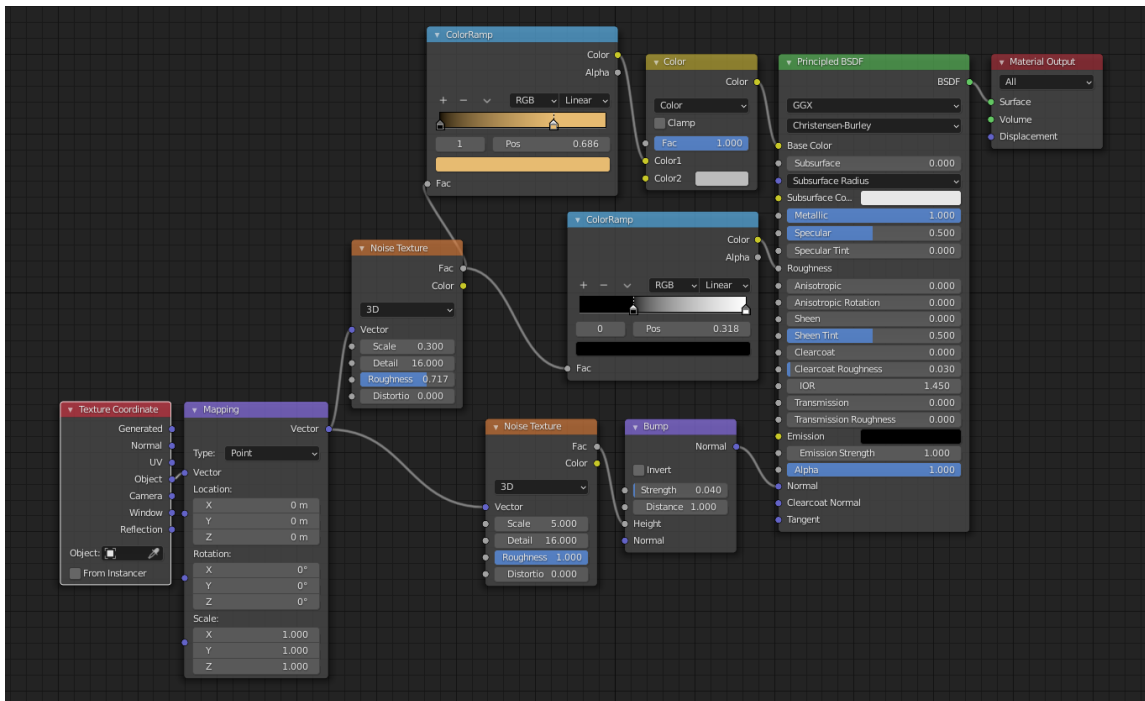 ColorRamp
Color
Alpha
RGB
Linear
1
Pos
0.686
Fac
Color
Color
Color
Clamp
Fac
1.000
Color1
Color2
Principled BSDF
BSDF
GGX
Christensen-Burley
Base Color
Subsurface
0.000
Subsurface Radius
Subsurface Co...
Metallic
1.000
Specular
0.500
Specular Tint
0.000
Roughness
Anisotropic
0.000
Anisotropic Rotation
0.000
Sheen
0.000
Sheen Tint
0.500
Clearcoat
0.000
Clearcoat Roughness
0.030
IOR
1.450
Transmission
0.000
Transmission Roughness
0.000
Emission
Emission Strength
1.000
Alpha
1.000
Normal
Clearcoat Normal
Tangent
Material Output
All
Surface
Volume
Displacement
ColorRamp
Color
Alpha
RGB
Linear
0
Pos
0.318
Fac
Noise Texture
Fac
Color
3D
Vector
Scale
0.300
Detail
16.000
Roughness
0.717
Distortio
0.000
Texture Coordinate
Generated
Normal
UV
Object
Camera
Window
Reflection
Object:
From Instancer
Mapping
Vector
Type:
Point
Vector
Location:
X
0 m
Y
0 m
Z
0 m
Rotation:
X
0°
Y
0°
Z
0°
Scale:
X
1.000
Y
1.000
Z
1.000
Noise Texture
Fac
Color
3D
Vector
Scale
5.000
Detail
16.000
Roughness
1.000
Distortio
0.000
Bump
Normal
Invert
Strength
0.040
Distance
1.000
Height
Normal